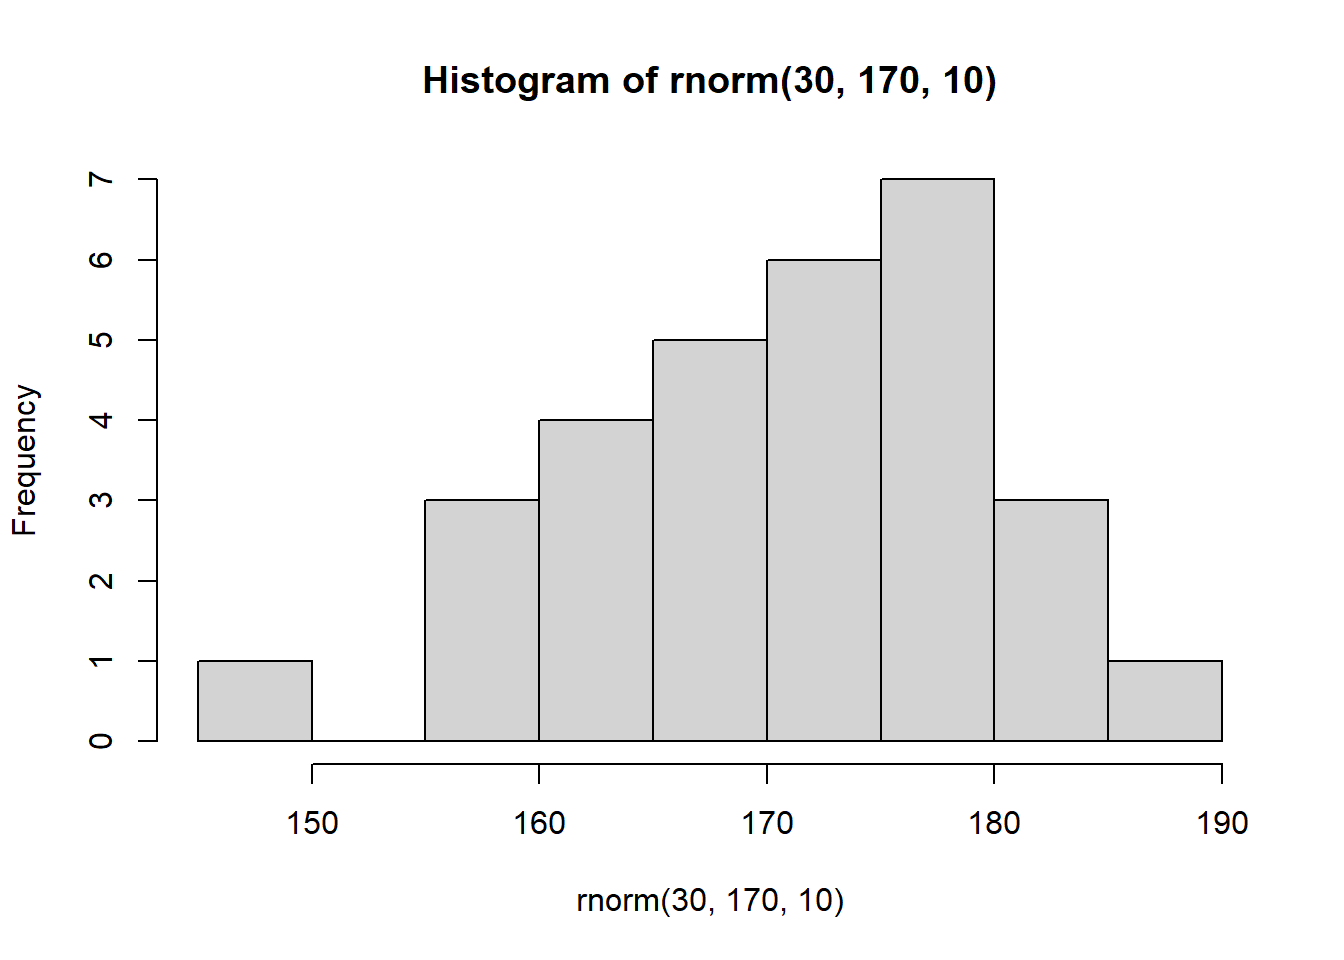 Histogram of rnorm(30, 170, 10)
Frequency
7
6
5
4
3
2
1
0
150 160 170 180 190
rnorm(30, 170, 10)